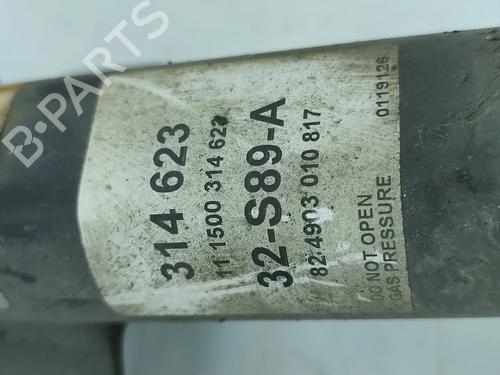 314 623
11 1500 314 623
32-S89-A
82-4903 010 817
DO NOT OPEN
GAS PRESSURE
0119126
B-PARTS
B-PARTS